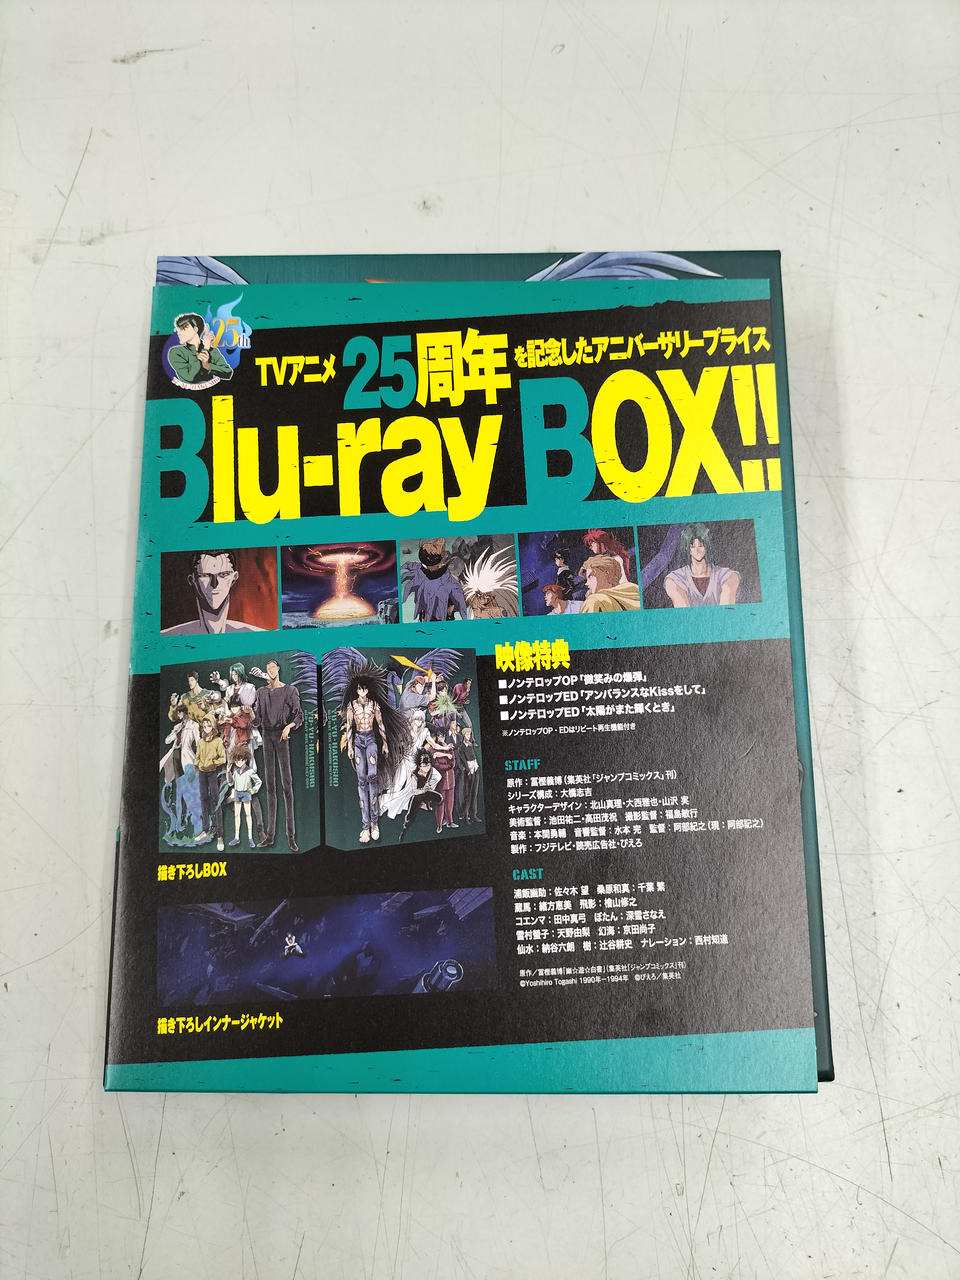 25th
TVアニメ25周年を記念したアニバーサリープライス
Blu-ray BOX!!
映像特典
■ノンテロップOP「微笑みの爆弾」
■ノンテロップED「アンバランスなKissをして」
■ノンテロップED「太陽がまた輝くとき」
※ノンテロップOP・EDはリピート再生機能付き
YU-YU-HAKUSHO
YU-YU-HAKUSHO
描き下ろしBOX
STAFF
原作：冨樫義博（集英社「ジャンプコミックス」刊）
シリーズ構成：大橋志吉
キャラクターデザイン：北山真理・大西雅也・山沢 実
美術監督：池田祐二・高田茂祝　撮影監督：福島敏行
音楽：本間勇輔　音響監督：水本 完　監督：阿部紀之（現：阿部記之）
製作：フジテレビ・読売広告社・ぴえろ
CAST
浦飯幽助：佐々木 望　桑原和真：千葉 繁
蔵馬：緒方恵美　飛影：檜山修之
コエンマ：田中真弓　ぼたん：深雪さなえ
雪村螢子：天野由梨　幻海：京田尚子
仙水：納谷六朗　樹：辻谷耕史　ナレーション：西村知道
原作／冨樫義博「幽☆遊☆白書」（集英社「ジャンプコミックス」刊）
©Yoshihiro Togashi 1990年−1994年　©ぴえろ／集英社
描き下ろしインナージャケット